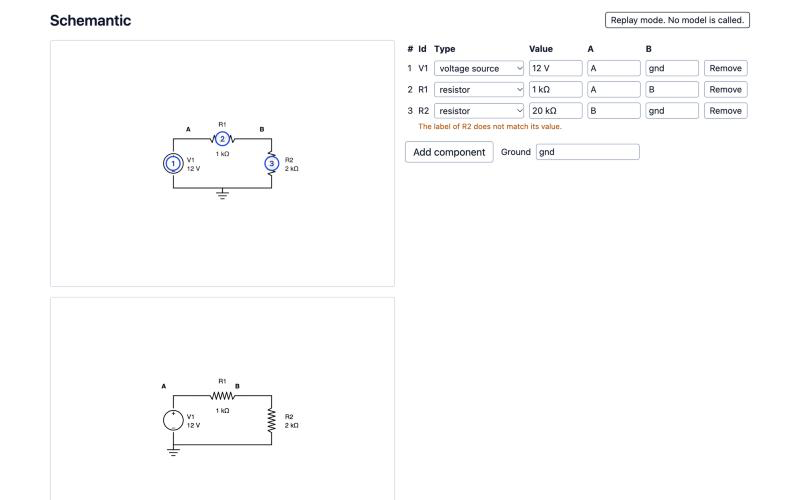 Schemantic
Replay mode. No model is called.
# Id Type Value A B
1 V1 voltage source 12 V A gnd Remove
2 R1 resistor 1 kΩ A B Remove
3 R2 resistor 20 kΩ B gnd Remove
The label of R2 does not match its value.
Add component Ground gnd
R1
A B
2
1 kΩ
1 V1 12 V
3 R2 2 kΩ
R1
A B
1 kΩ
V1 12 V
R2 2 kΩ